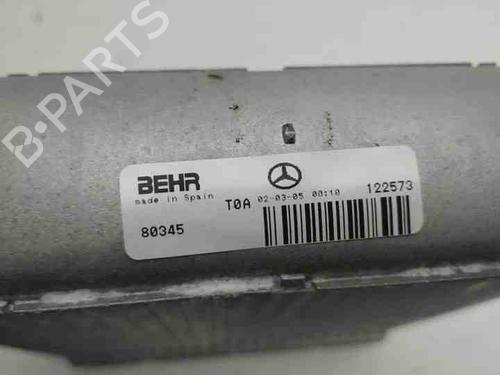 B-PARTS
BEHR
made in Spain
T0A 02-03-05 00:10 122573
80345